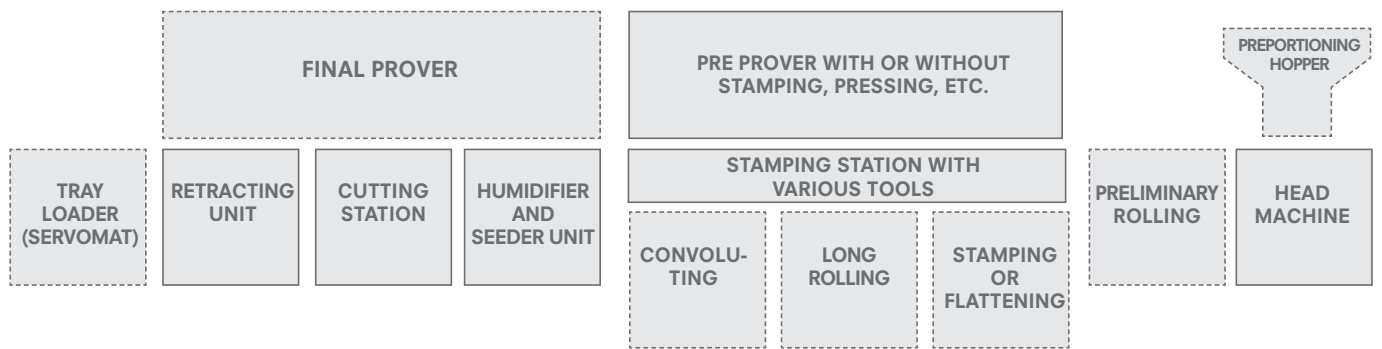 FINAL PROVER
PRE PROVER WITH OR WITHOUT
STAMPING, PRESSING, ETC.
PREPORTIONING
HOPPER
TRAY
LOADER
(SERVOMAT)
RETRACTING
UNIT
CUTTING
STATION
HUMIDIFIER
AND
SEEDER UNIT
STAMPING STATION WITH
VARIOUS TOOLS
CONVOLU-
TING
LONG
ROLLING
STAMPING
OR
FLATTENING
PRELIMINARY
ROLLING
HEAD
MACHINE